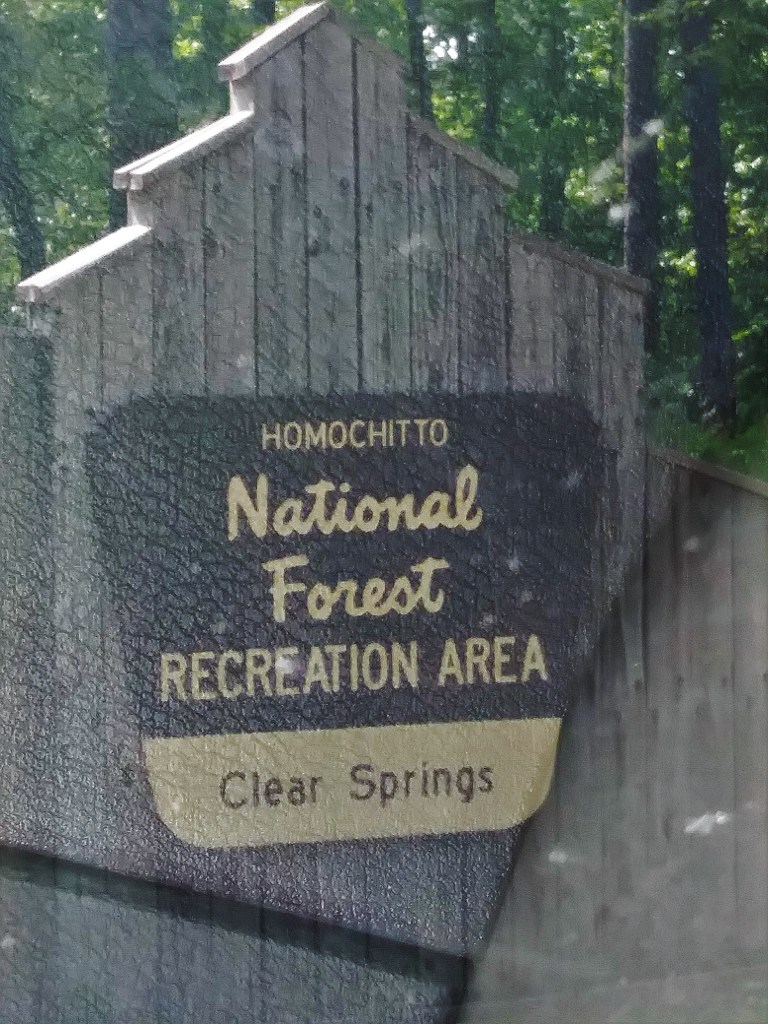 HOMOCHITTO
National
Forest
RECREATION AREA
Clear Springs